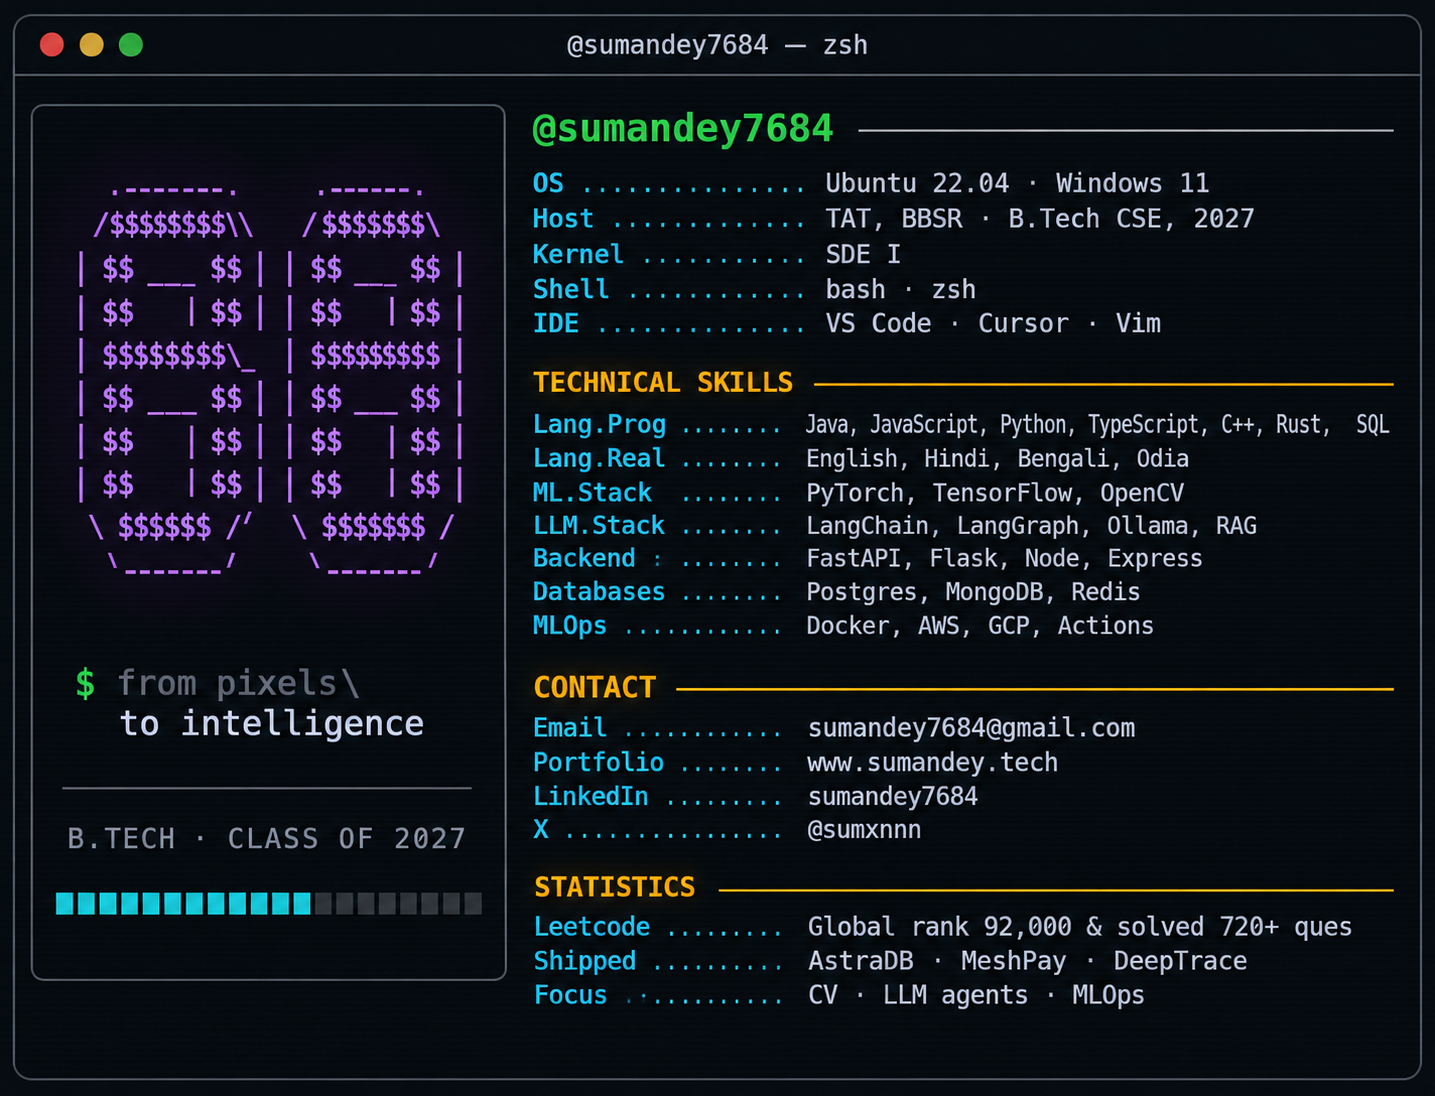 @sumandey7684 — zsh
.-------. .------.
/$$$$$$$$\\ /$$$$$$$\
| $$ ___ $$ | | $$ ___ $$ |
| $$ | $$ | | $$ | $$ |
| $$$$$$$$\_ | $$$$$$$$$ |
| $$ ___ $$ | | $$ ___ $$ |
| $$ | $$ | | $$ | $$ |
| $$ | $$ | | $$ | $$ |
\ $$$$$$ /' \ $$$$$$$ /
'-------' '-------'
$ from pixels\
to intelligence
B.TECH · CLASS OF 2027
@sumandey7684
OS ............... Ubuntu 22.04 · Windows 11
Host ............. TAT, BBSR · B.Tech CSE, 2027
Kernel ........... SDE I
Shell ............ bash · zsh
IDE .............. VS Code · Cursor · Vim
TECHNICAL SKILLS
Lang.Prog ........ Java, JavaScript, Python, TypeScript, C++, Rust, SQL
Lang.Real ........ English, Hindi, Bengali, Odia
ML.Stack ........ PyTorch, TensorFlow, OpenCV
LLM.Stack ........ LangChain, LangGraph, Ollama, RAG
Backend : ........ FastAPI, Flask, Node, Express
Databases ........ Postgres, MongoDB, Redis
MLOps ............ Docker, AWS, GCP, Actions
CONTACT
Email ............ sumandey7684@gmail.com
Portfolio ........ www.sumandey.tech
LinkedIn ......... sumandey7684
X ................ @sumxnnn
STATISTICS
Leetcode ......... Global rank 92,000 & solved 720+ ques
Shipped .......... AstraDB · MeshPay · DeepTrace
Focus ........... CV · LLM agents · MLOps